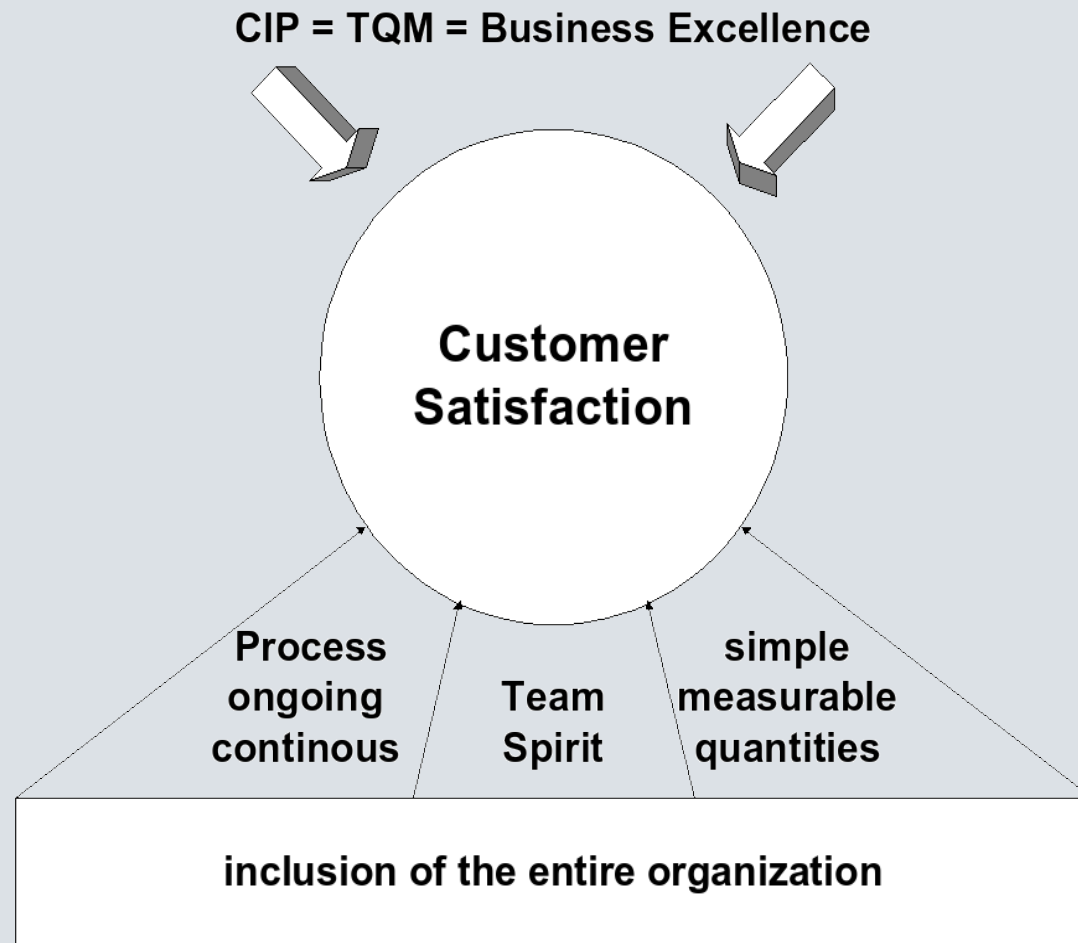 CIP = TQM = Business Excellence
Customer
Satisfaction
Process
ongoing
continous
Team
Spirit
simple
measurable
quantities
inclusion of the entire organization